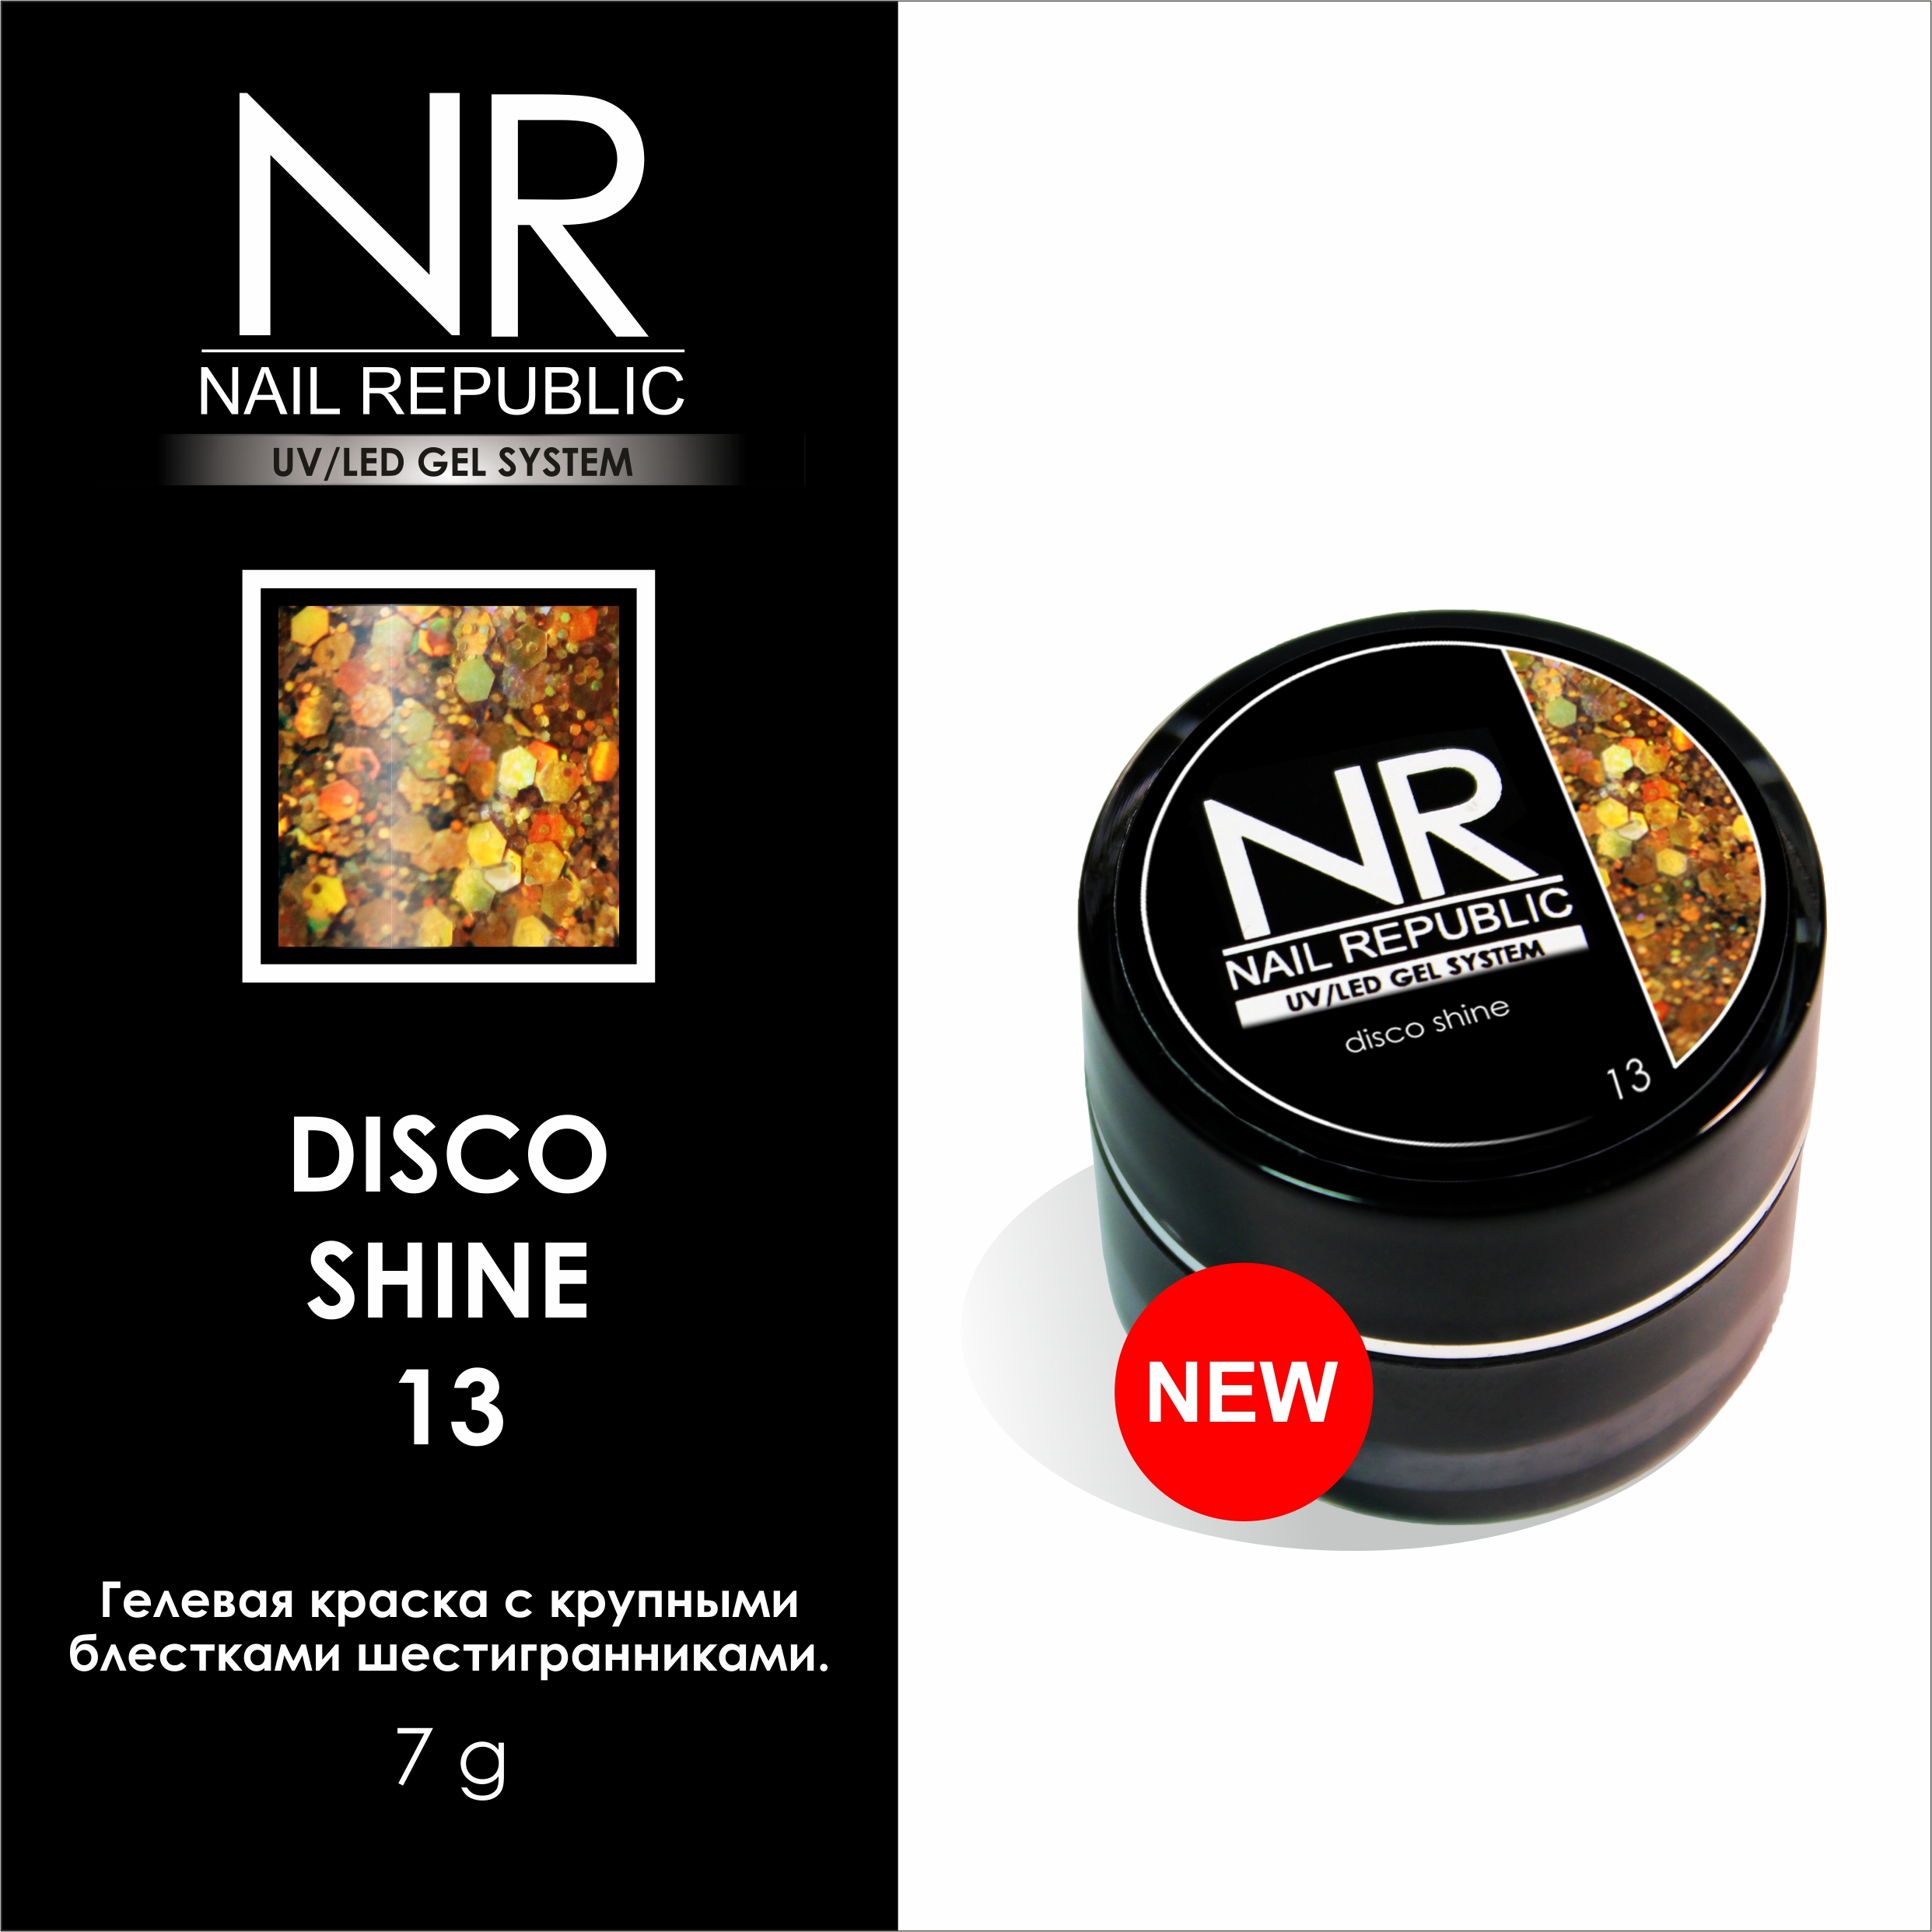 NR
NAIL REPUBLIC
UV/LED GEL SYSTEM
DISCO
SHINE
13
Гелевая краска с крупными
блестками шестигранниками.
7 g
NR
NAIL REPUBLIC
UV/LED GEL SYSTEM
disco shine
13
NEW